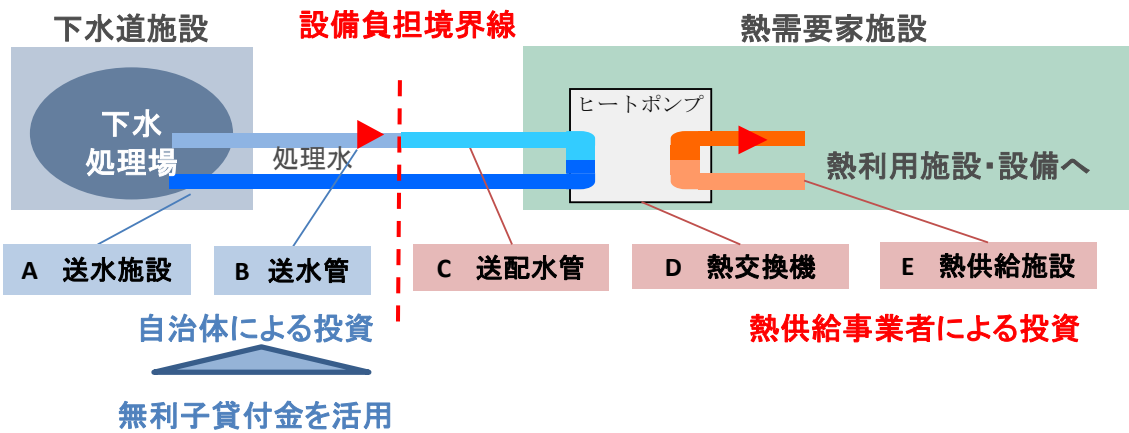 下水道施設
設備負担境界線
熱需要家施設
ヒートポンプ
下水
処理場
処理水
熱利用施設・設備へ
A 送水施設
B 送水管
C 送配水管
D 熱交換機
E 熱供給施設
自治体による投資
熱供給事業者による投資
無利子貸付金を活用